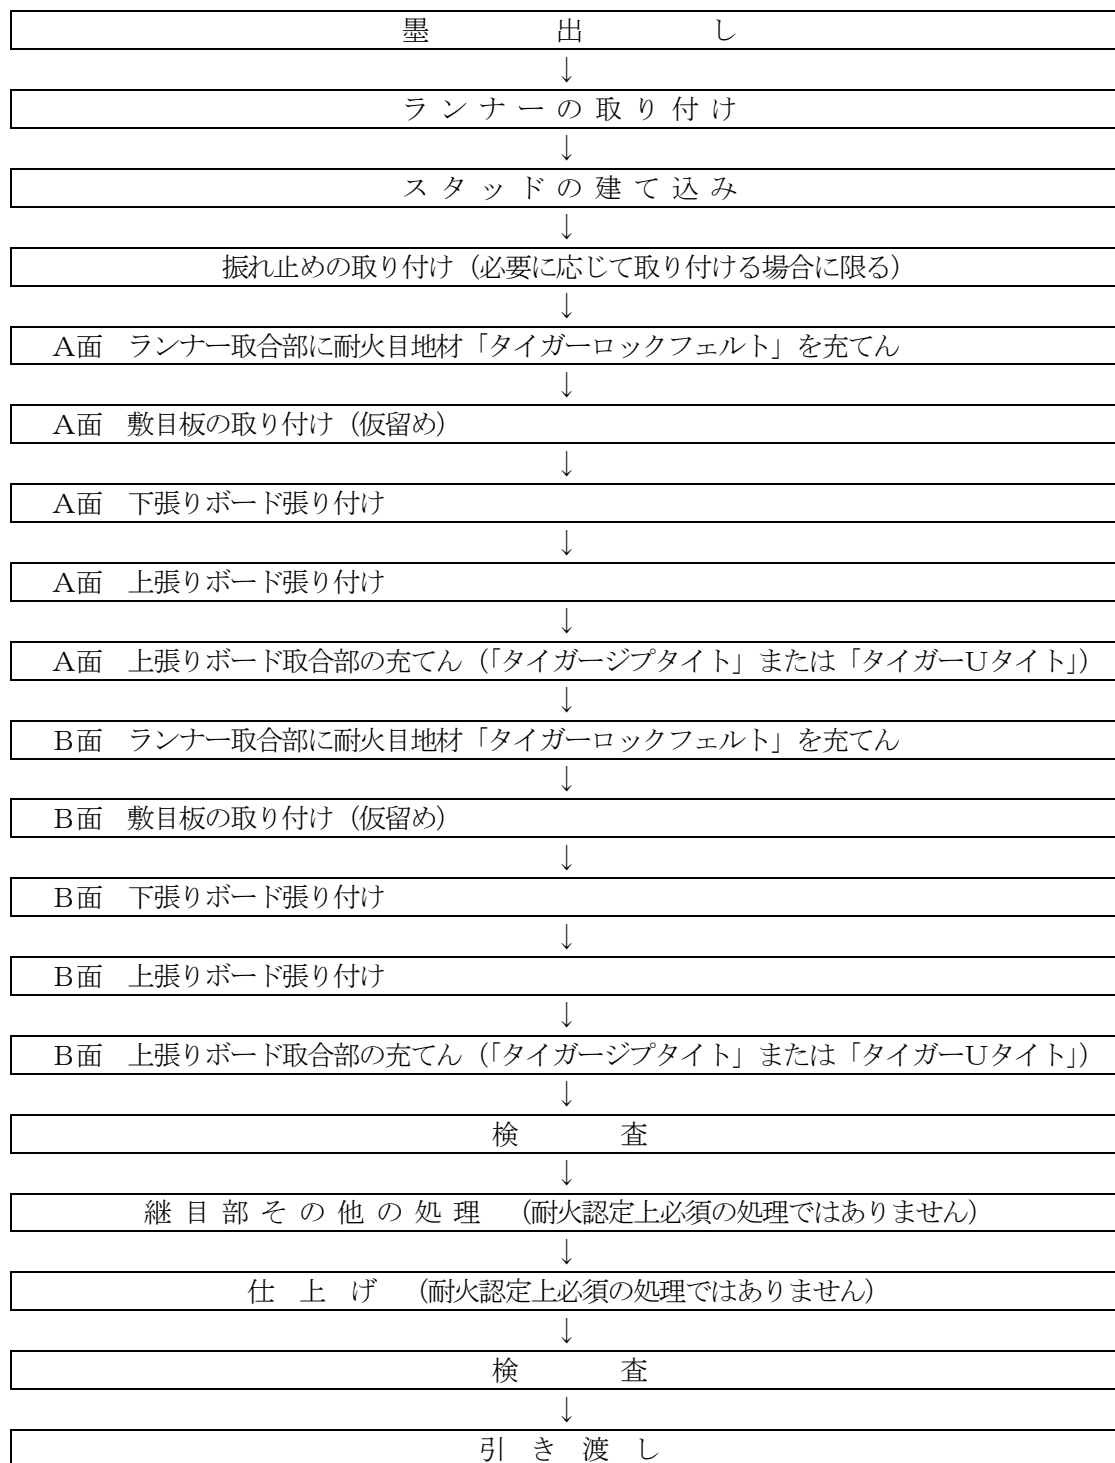 墨出し
↓
ランナーの取り付け
↓
スタッドの建て込み
↓
振れ止めの取り付け（必要に応じて取り付ける場合に限る）
↓
A面　ランナー取合部に耐火目地材「タイガーロックフェルト」を充てん
↓
A面　敷目板の取り付け（仮留め）
↓
A面　下張りボード張り付け
↓
A面　上張りボード張り付け
↓
A面　上張りボード取合部の充てん（「タイガージプタイト」または「タイガーUタイト」）
↓
B面　ランナー取合部に耐火目地材「タイガーロックフェルト」を充てん
↓
B面　敷目板の取り付け（仮留め）
↓
B面　下張りボード張り付け
↓
B面　上張りボード張り付け
↓
B面　上張りボード取合部の充てん（「タイガージプタイト」または「タイガーUタイト」）
↓
検査
↓
継目部その他の処理　（耐火認定上必須の処理ではありません）
↓
仕上げ　（耐火認定上必須の処理ではありません）
↓
検査
↓
引き渡し